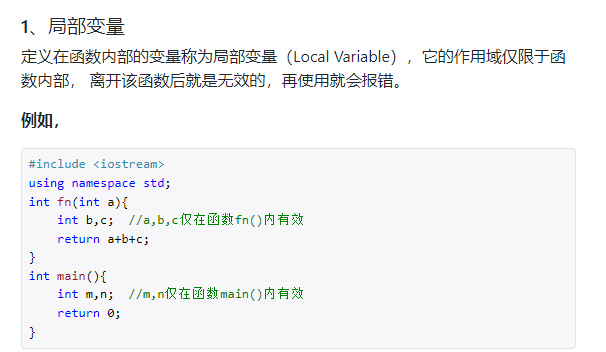 1、局部变量
定义在函数内部的变量称为局部变量（Local Variable），它的作用域仅限于函
数内部， 离开该函数后就是无效的，再使用就会报错。
例如，
#include <iostream>
using namespace std;
int fn(int a){
    int b,c;  //a,b,c仅在函数fn()内有效
    return a+b+c;
}
int main(){
    int m,n;  //m,n仅在函数main()内有效
    return 0;
}